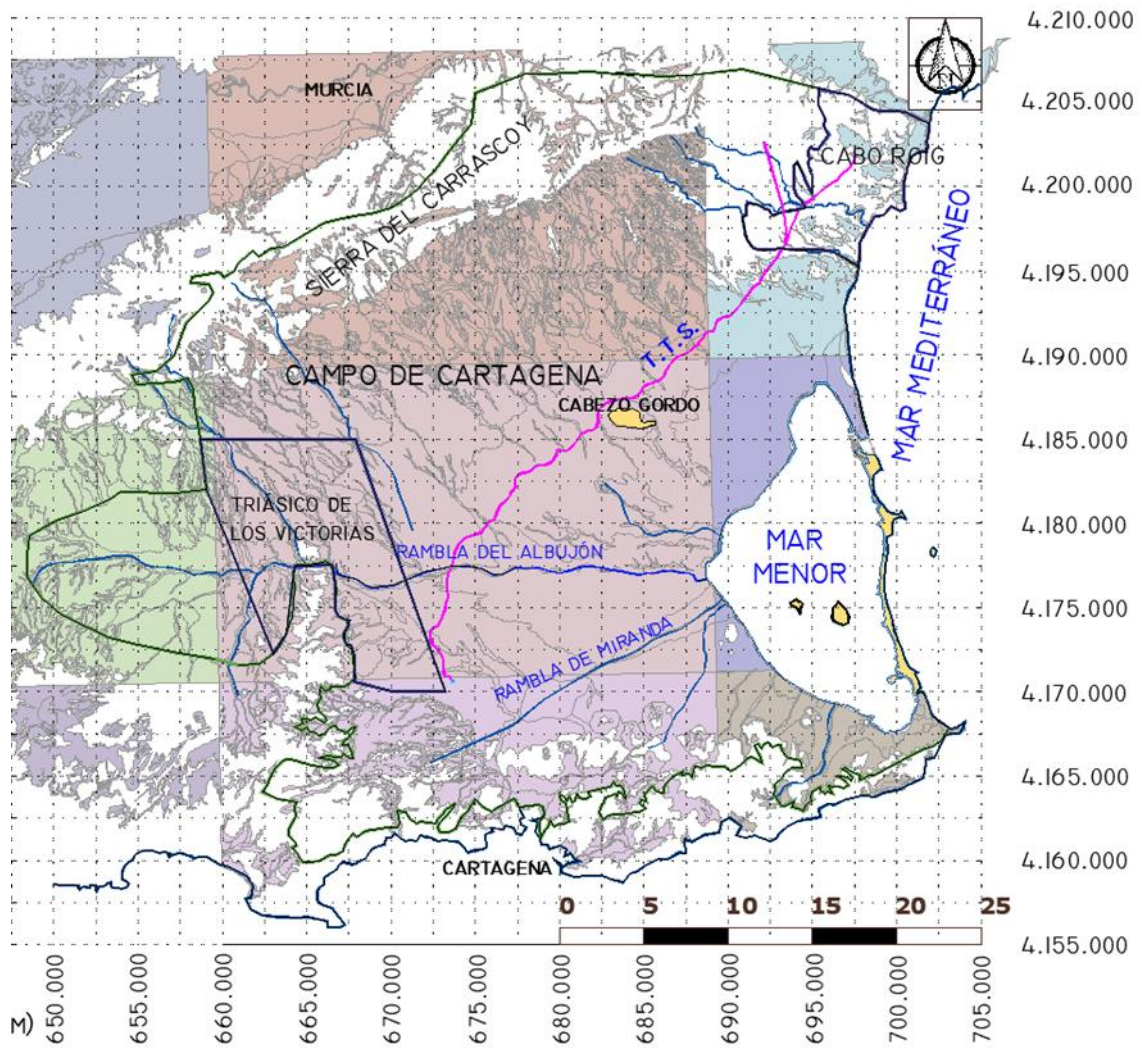 4.210.000
MURCIA
4.205.000
SIERRA DEL CARRASCOY
CABO ROIG
4.200.000
MAR MEDITERRÁNEO
4.195.000
T.T.S.
4.190.000
CAMPO DE CARTAGENA
CABEZO GORDO
4.185.000
TRIÁSICO DE
LOS VICTORIAS
4.180.000
RAMBLA DEL ALBUJÓN
MAR
MENOR
4.175.000
RAMBLA DE MIRANDA
4.170.000
4.165.000
CARTAGENA
4.160.000
0 5 10 15 20 25
4.155.000
M)
650.000
655.000
660.000
665.000
670.000
675.000
680.000
685.000
690.000
695.000
700.000
705.000